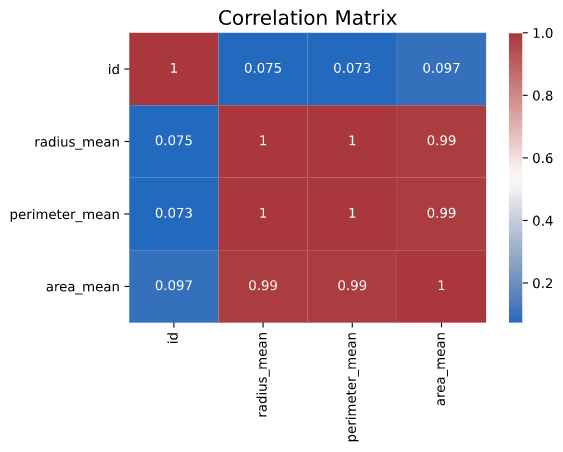 Correlation Matrix
id 1 0.075 0.073 0.097
radius_mean 0.075 1 1 0.99
perimeter_mean 0.073 1 1 0.99
area_mean 0.097 0.99 0.99 1
id radius_mean perimeter_mean area_mean
1.0
0.8
0.6
0.4
0.2